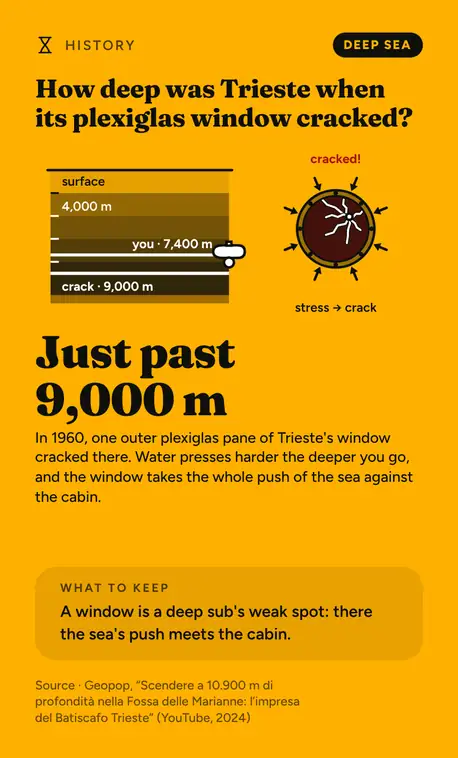 HISTORY
DEEP SEA
How deep was Trieste when
its plexiglas window cracked?
cracked!
surface
4,000 m
you · 7,400 m
crack · 9,000 m
stress → crack
Just past
9,000 m
In 1960, one outer plexiglas pane of Trieste's window
cracked there. Water presses harder the deeper you go,
and the window takes the whole push of the sea against
the cabin.
WHAT TO KEEP
A window is a deep sub's weak spot: there
the sea's push meets the cabin.
Source · Geopop, “Scendere a 10.900 m di
profondità nella Fossa delle Marianne: l'impresa
del Batiscafo Trieste” (YouTube, 2024)